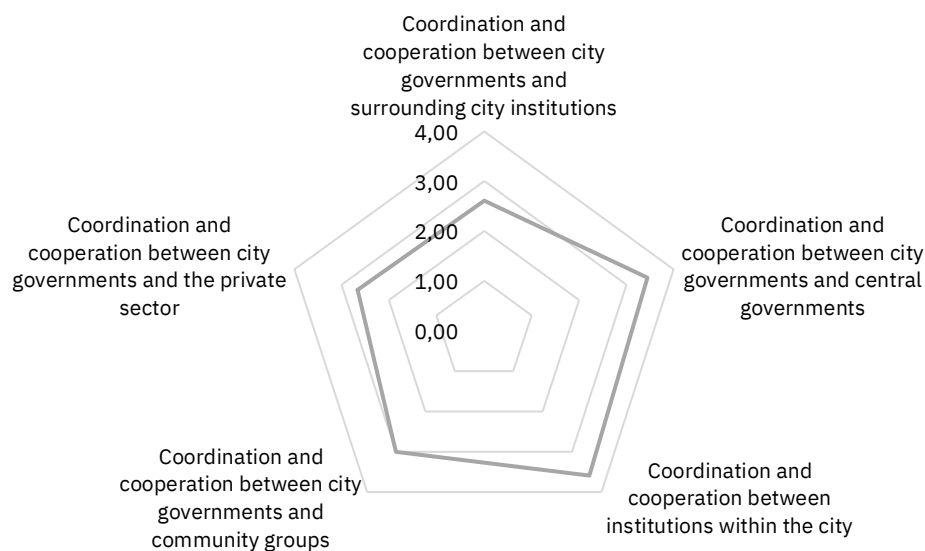 Coordination and
cooperation between city
governments and
surrounding city institutions
4,00
3,00
2,00
1,00
0,00
Coordination and
cooperation between city
governments and central
governments
Coordination and
cooperation between
institutions within the city
Coordination and
cooperation between city
governments and
community groups
Coordination and
cooperation between city
governments and the private
sector